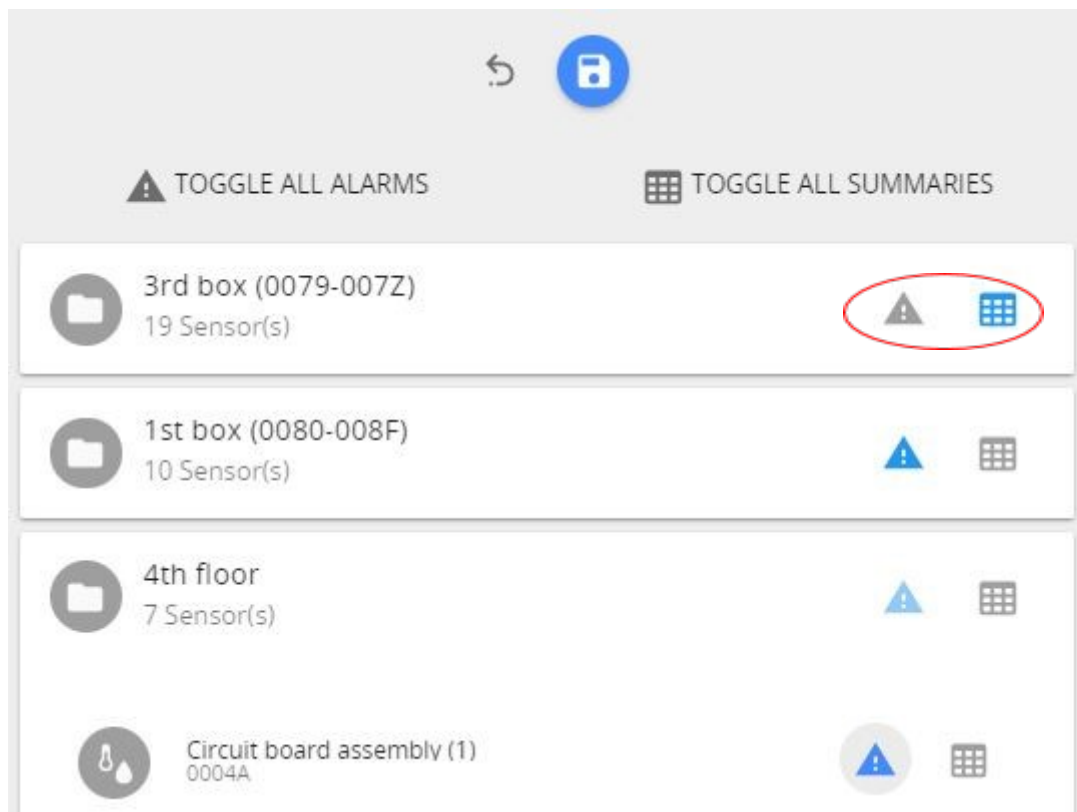 TOGGLE ALL ALARMS
TOGGLE ALL SUMMARIES
3rd box (0079-007Z)
19 Sensor(s)
1st box (0080-008F)
10 Sensor(s)
4th floor
7 Sensor(s)
Circuit board assembly (1)
0004A